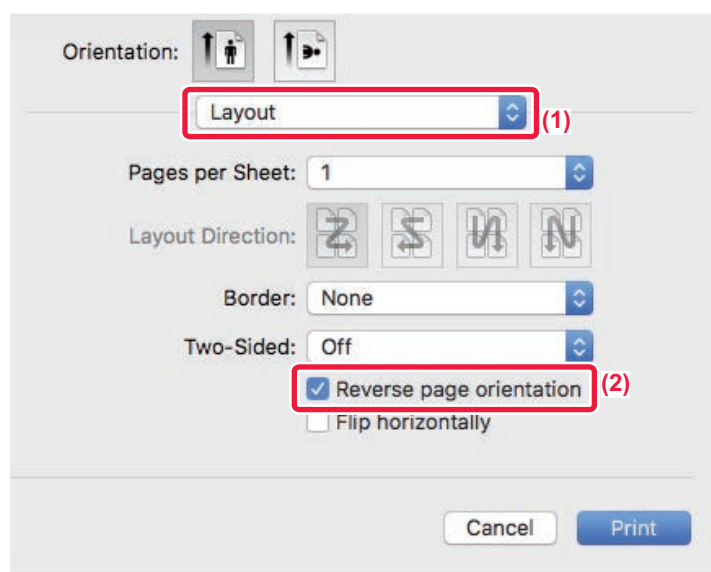 Orientation:
Layout
(1)
Pages per Sheet: 1
Layout Direction:
Border: None
Two-Sided: Off
Reverse page orientation
(2)
Flip horizontally
Cancel Print